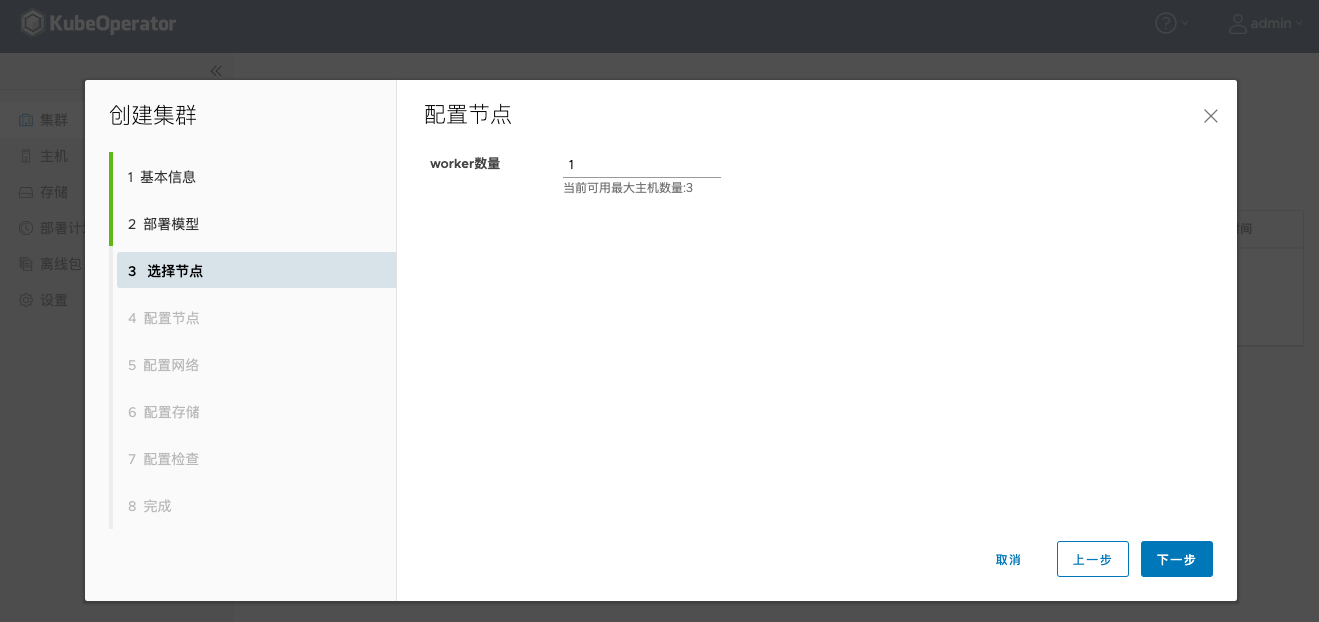 KubeOperator
admin
集群
主机
存储
部署计
离线包
设置
间
创建集群
1 基本信息
2 部署模型
3 选择节点
4 配置节点
5 配置网络
6 配置存储
7 配置检查
8 完成
配置节点
worker数量 1
当前可用最大主机数量:3
取消 上一步 下一步